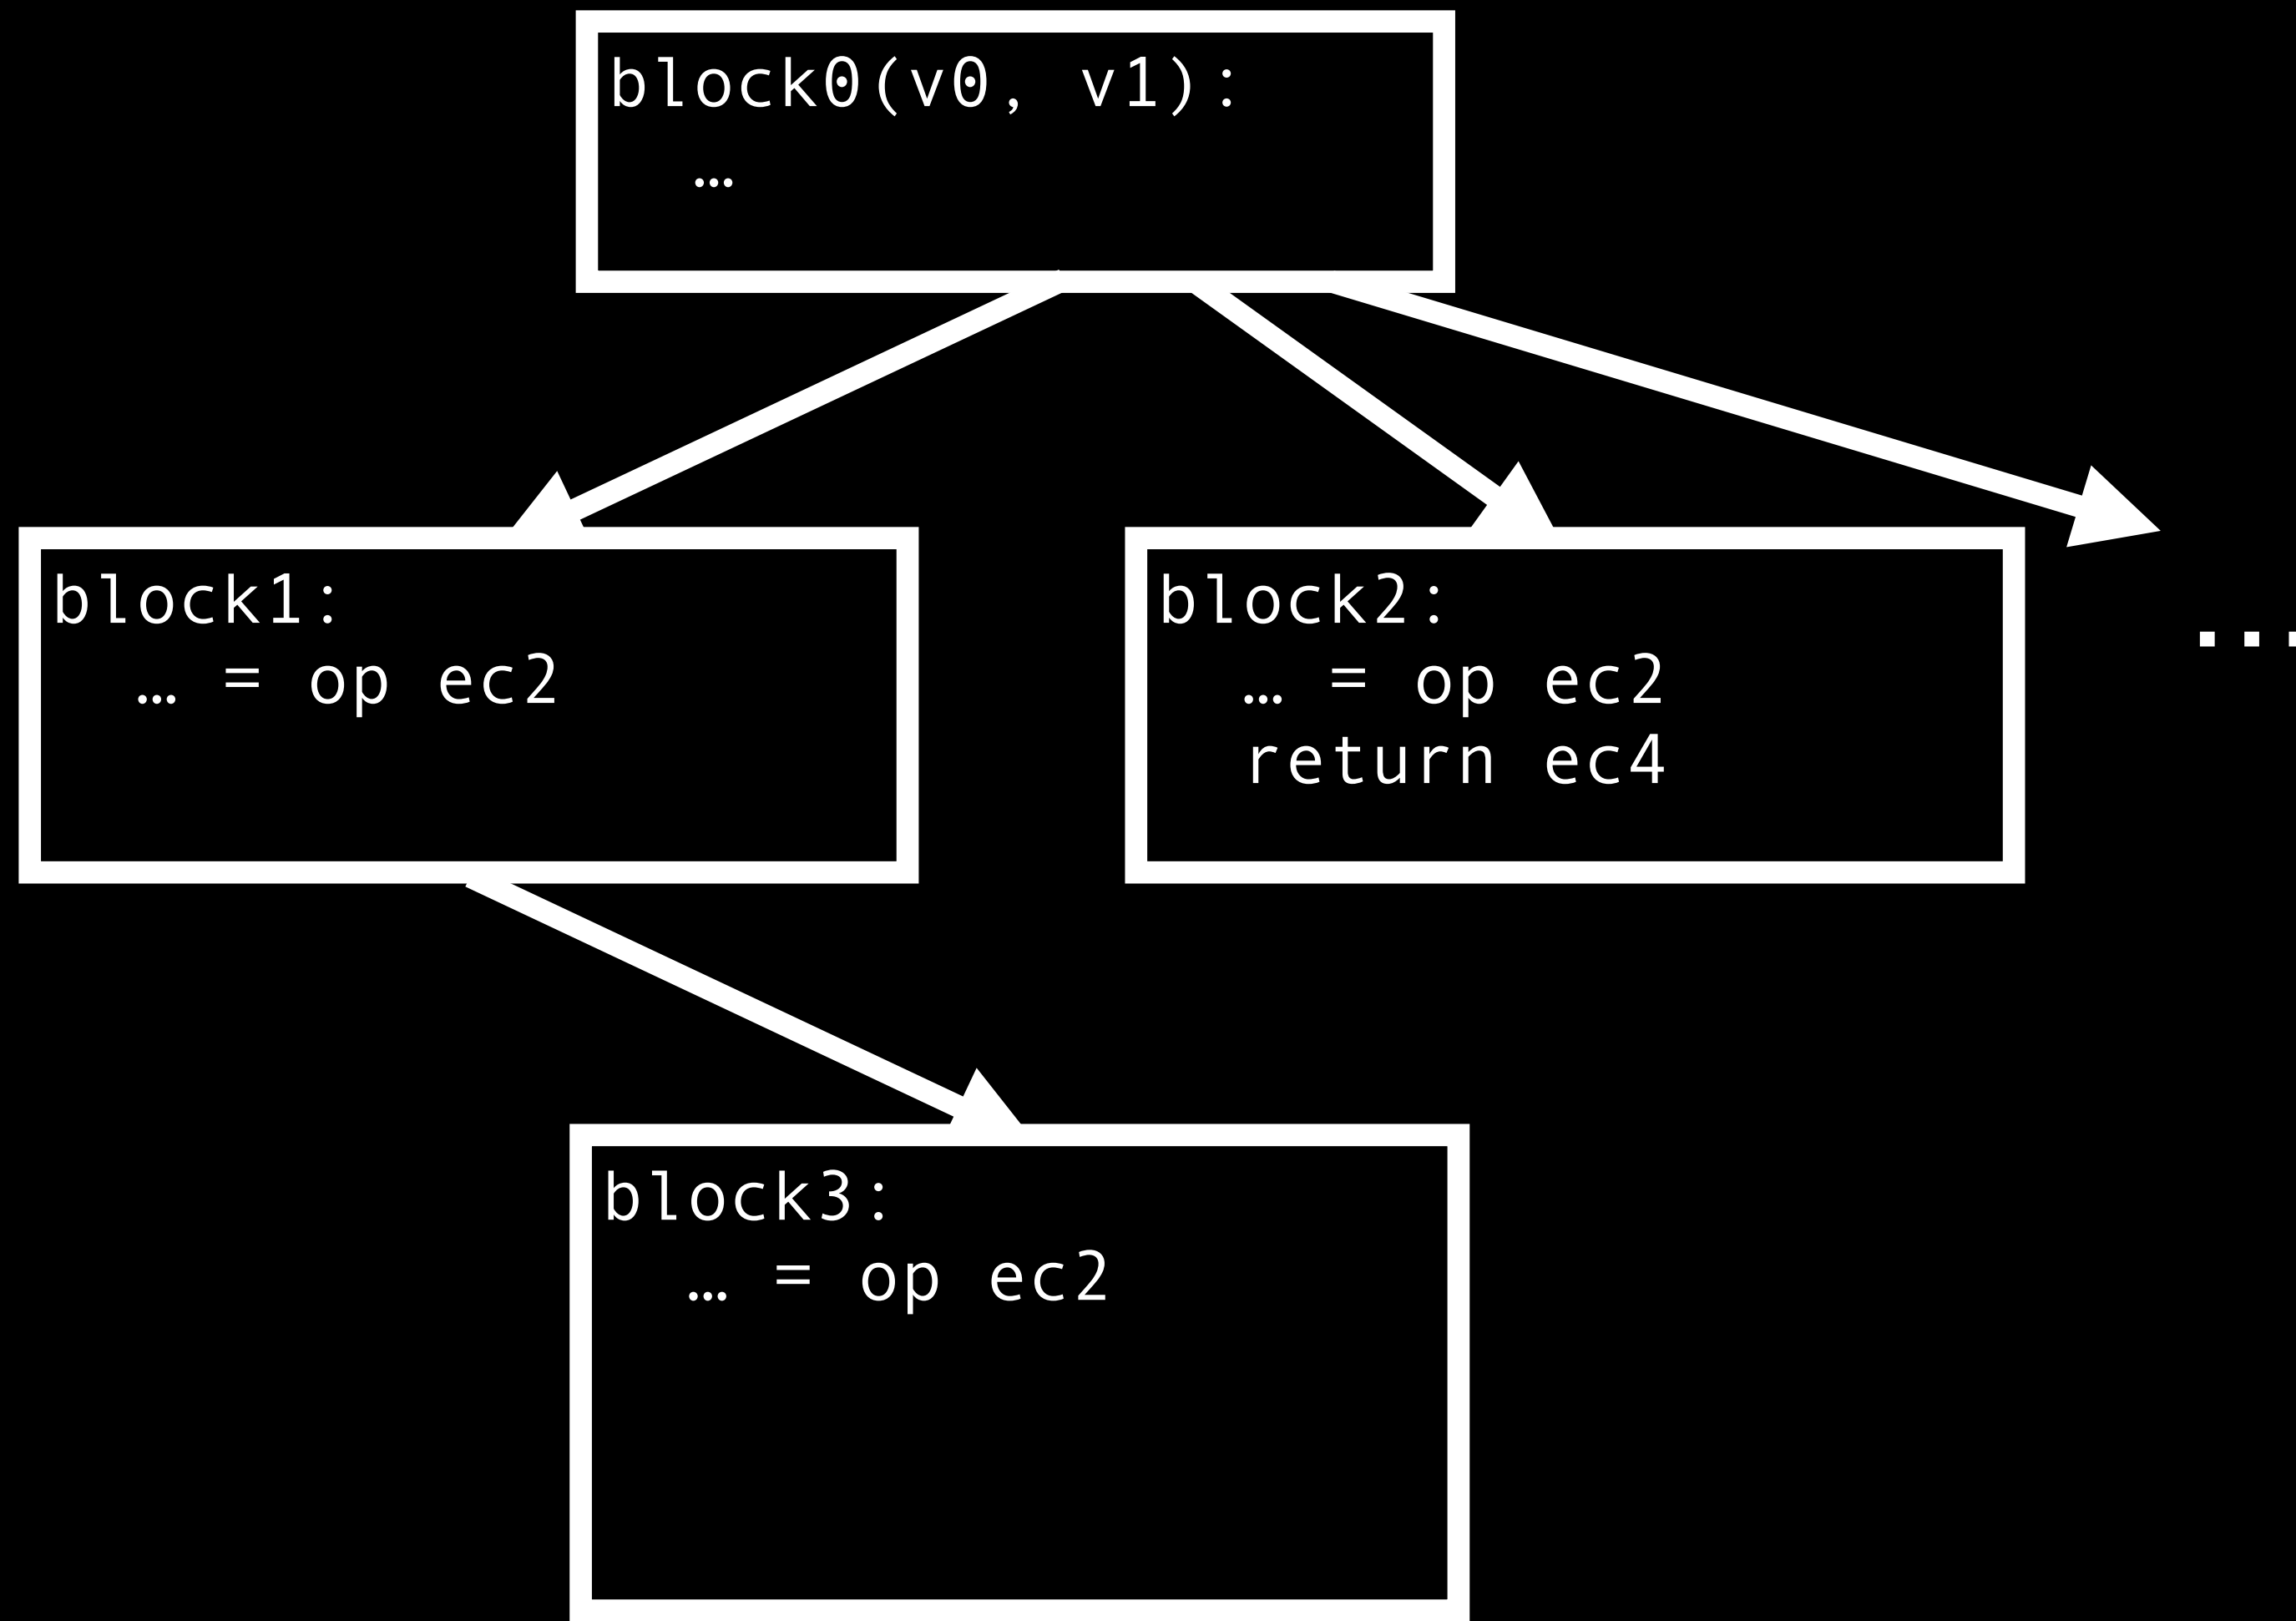 block0(v0, v1):
…
block1:
… = op ec2
block2:
… = op ec2
return ec4
...
block3:
… = op ec2